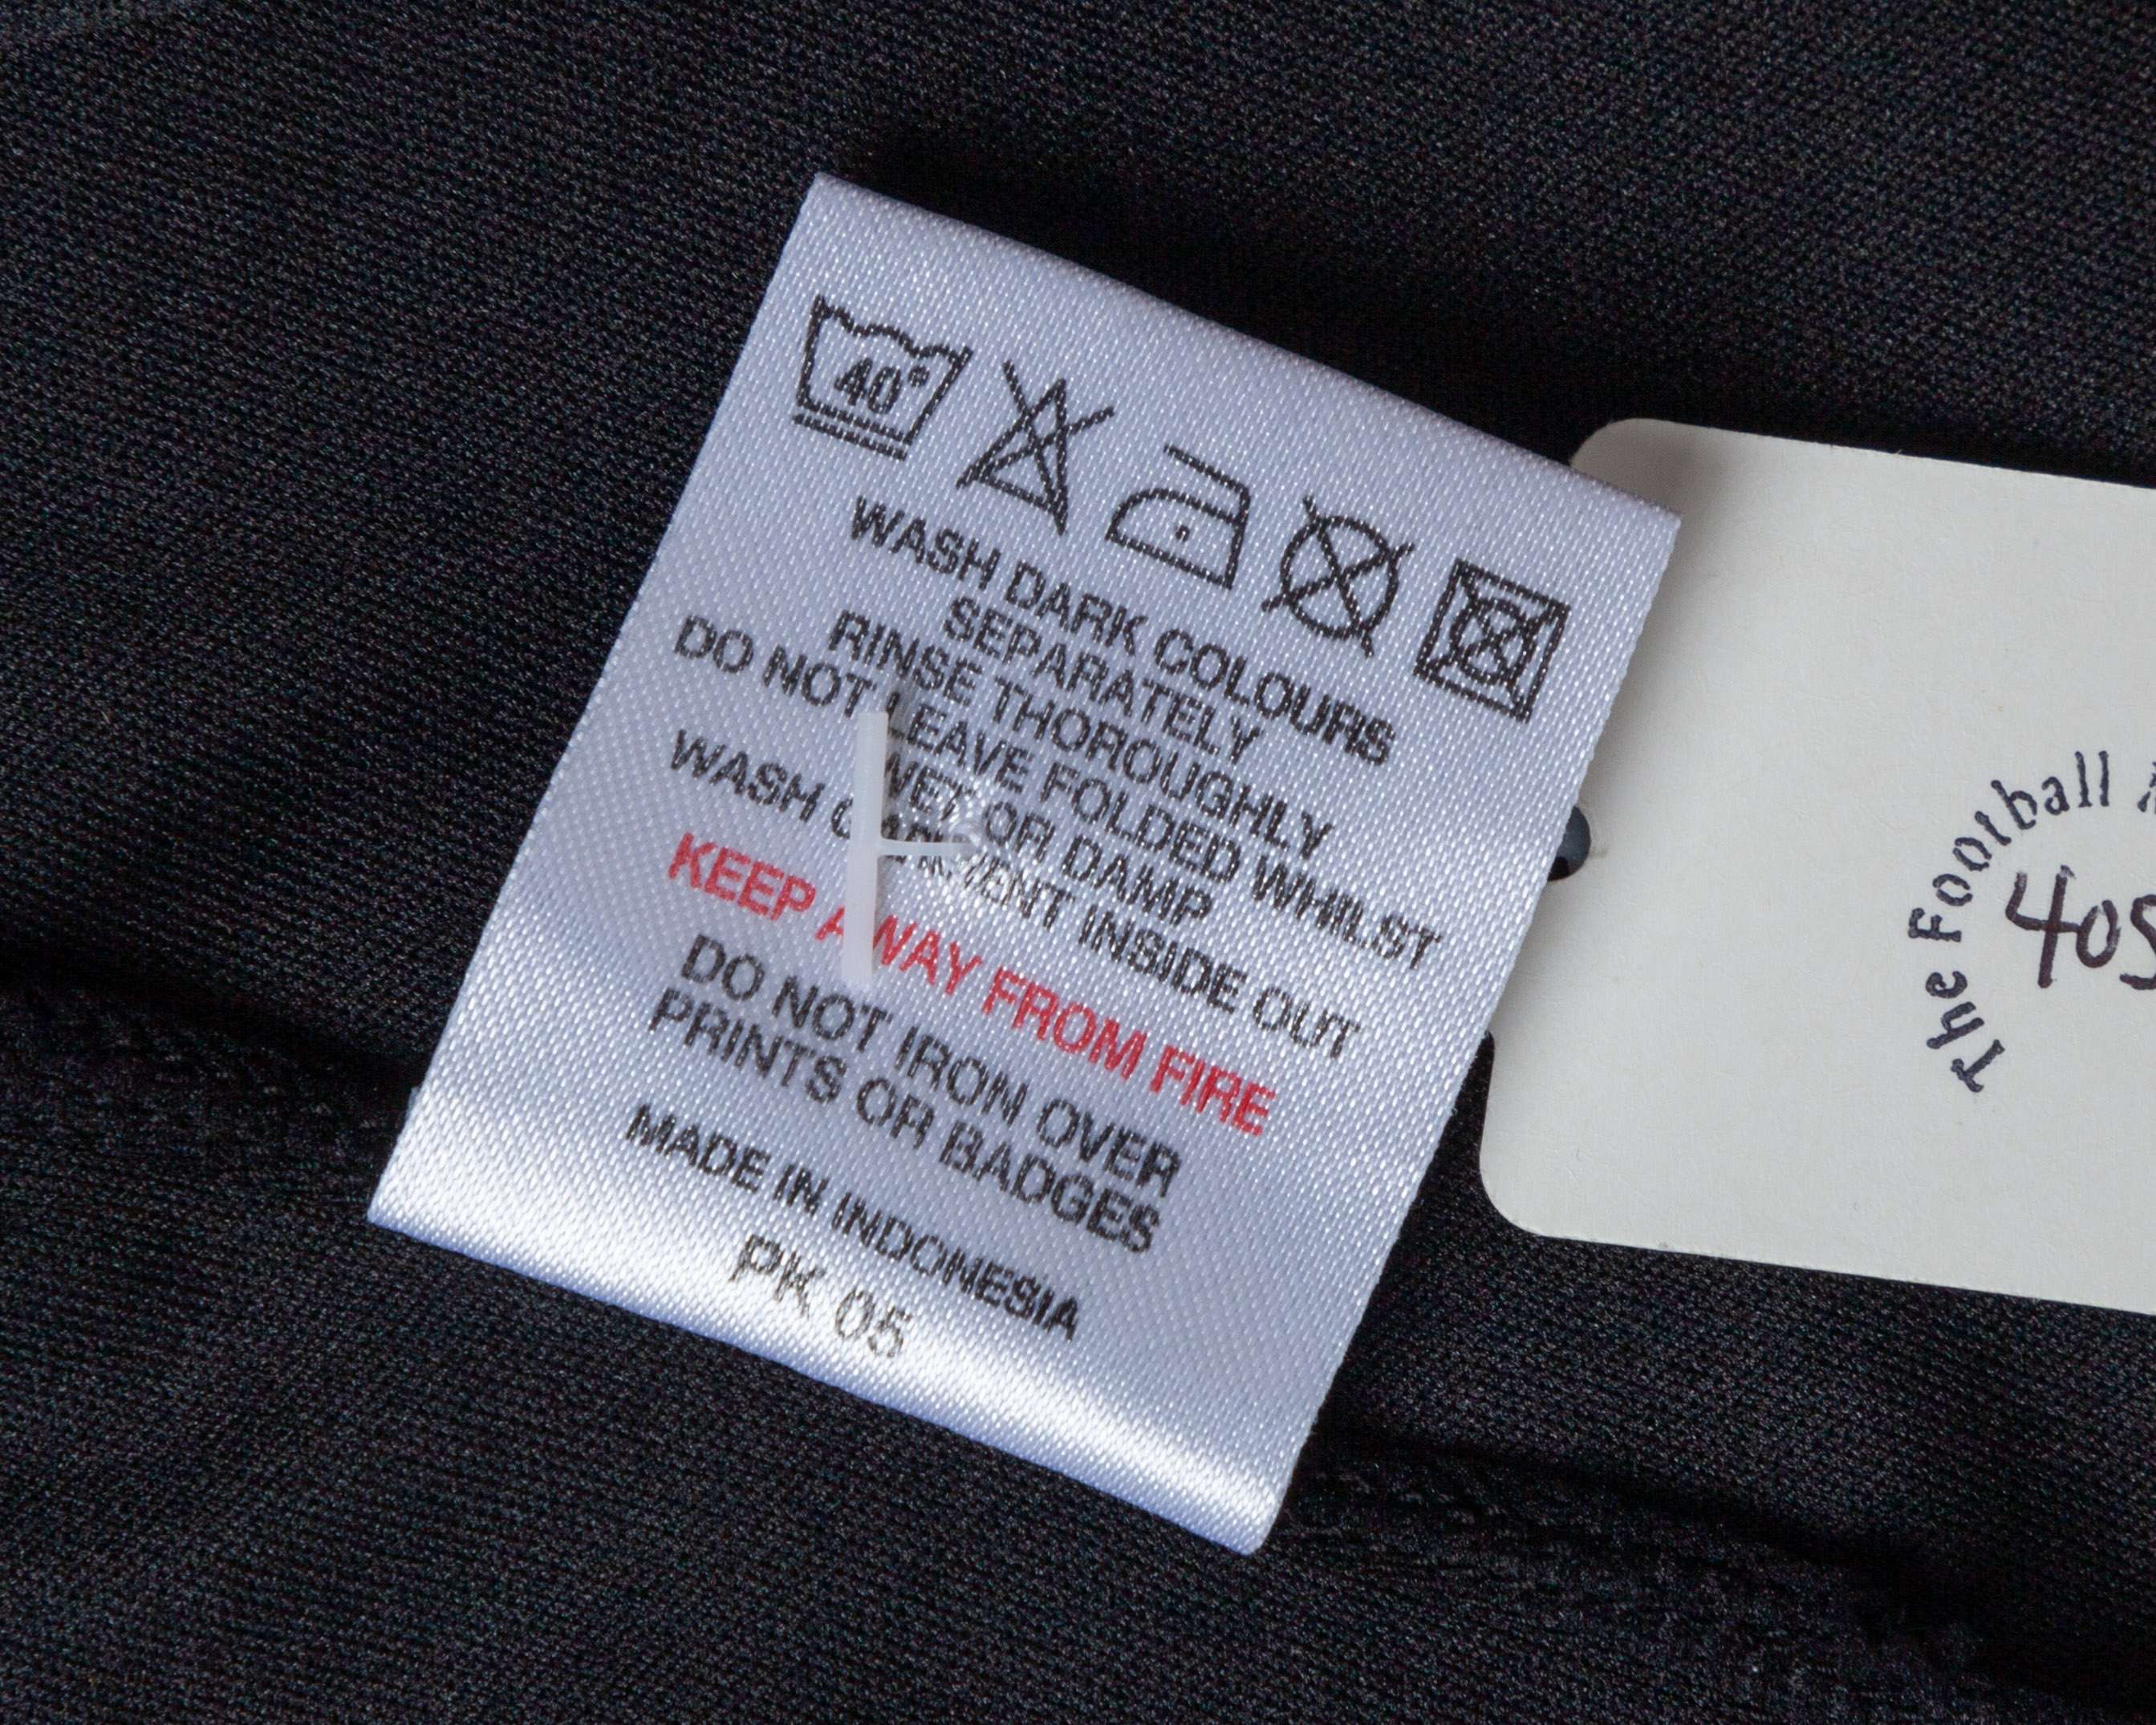 40°
WASH DARK COLOURS
SEPARATELY
RINSE THOROUGHLY
DO NOT LEAVE FOLDED WHILST
WET OR DAMP
WASH GARMENT INSIDE OUT
KEEP AWAY FROM FIRE
DO NOT IRON OVER
PRINTS OR BADGES
MADE IN INDONESIA
PK 05
The Football